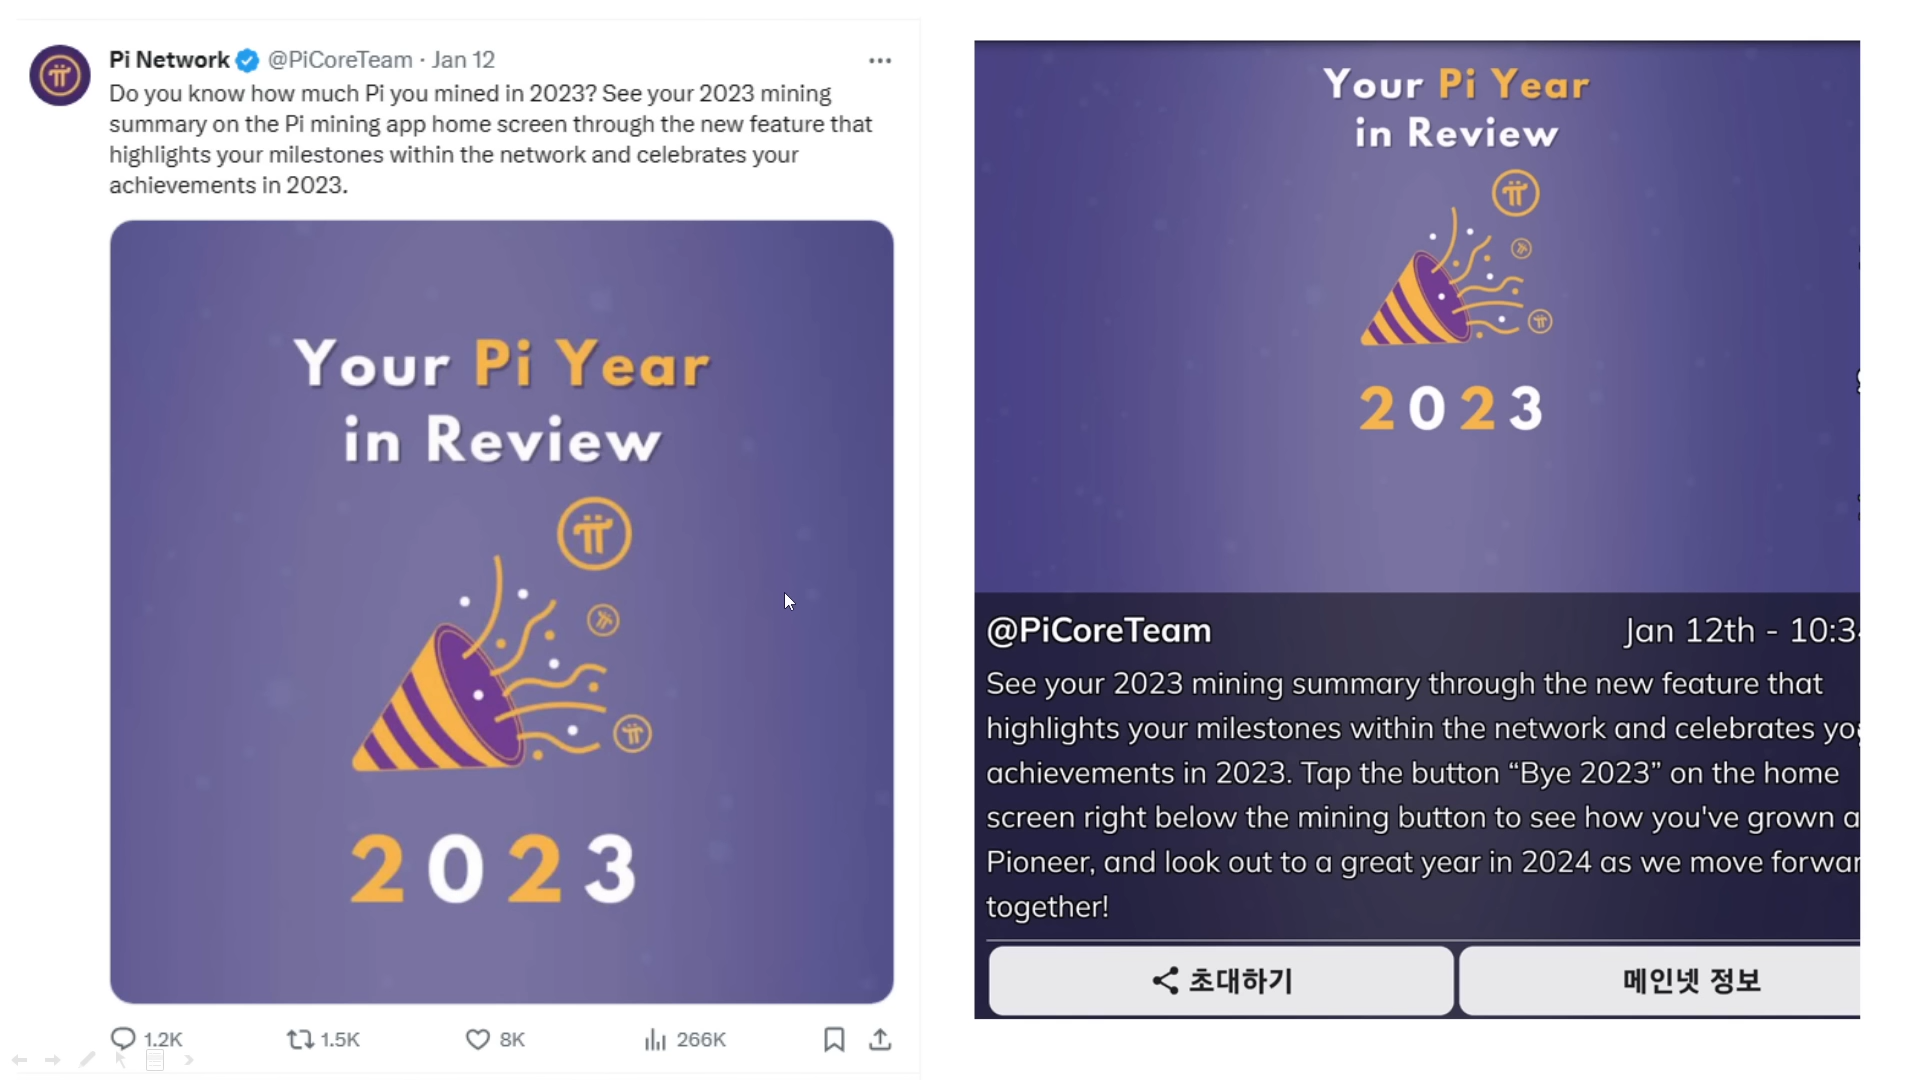 Pi Network @PiCoreTeam · Jan 12
Do you know how much Pi you mined in 2023? See your 2023 mining
summary on the Pi mining app home screen through the new feature that
highlights your milestones within the network and celebrates your
achievements in 2023.
Your Pi Year
in Review
2023
1.2K 1.5K 8K 266K
Your Pi Year
in Review
2023
@PiCoreTeam Jan 12th - 10:3
See your 2023 mining summary through the new feature that
highlights your milestones within the network and celebrates yo
achievements in 2023. Tap the button “Bye 2023” on the home
screen right below the mining button to see how you've grown a
Pioneer, and look out to a great year in 2024 as we move forwar
together!
초대하기 메인넷 정보